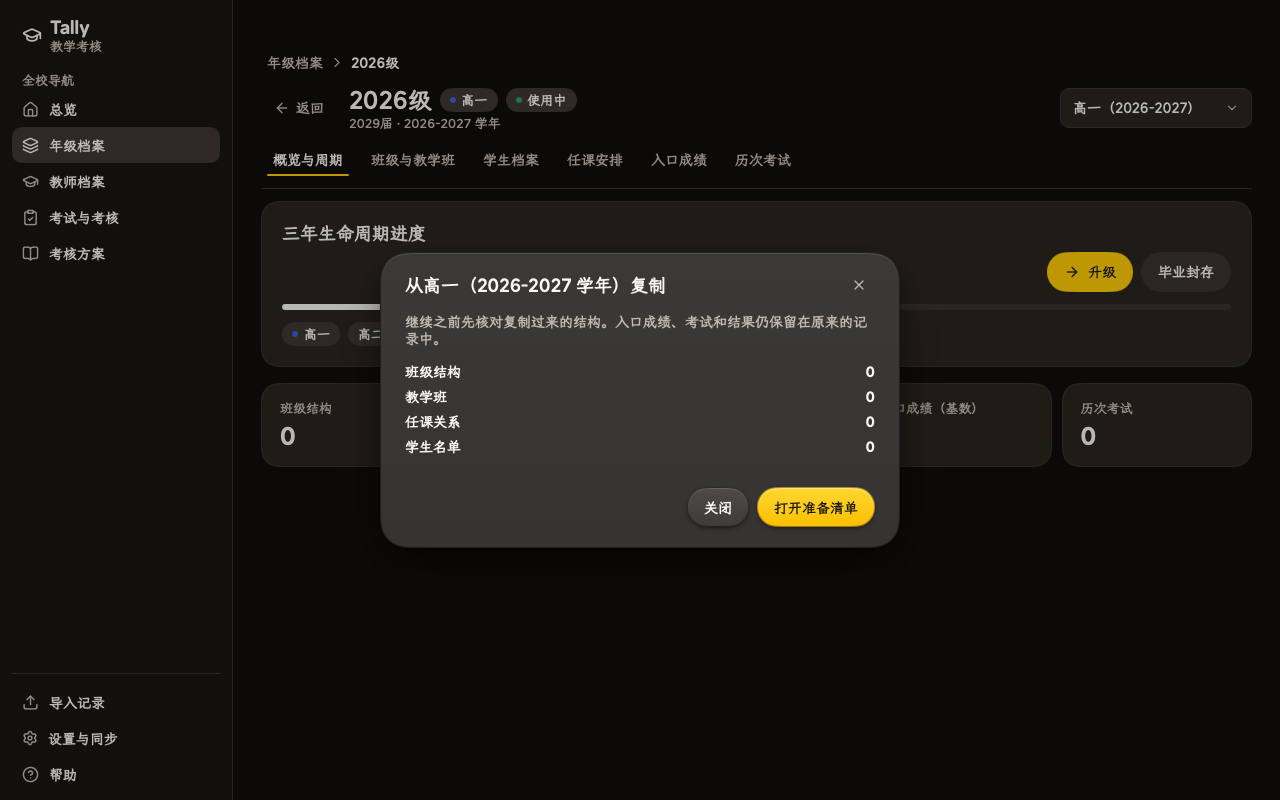 Tally
教学考核
全校导航
总览
年级档案
教师档案
考试与考核
考核方案
导入记录
设置与同步
帮助
年级档案 > 2026级
返回
2026级 高一 使用中
2029届 · 2026-2027 学年
高一（2026-2027）
概览与周期 班级与教学班 学生档案 任课安排 入口成绩 历次考试
三年生命周期进度
升级 毕业封存
高一 高二
班级结构
0
成绩（基数）
历次考试
0
从高一（2026-2027 学年）复制
继续之前先核对复制过来的结构。入口成绩、考试和结果仍保留在原来的记
录中。
班级结构 0
教学班 0
任课关系 0
学生名单 0
关闭 打开准备清单